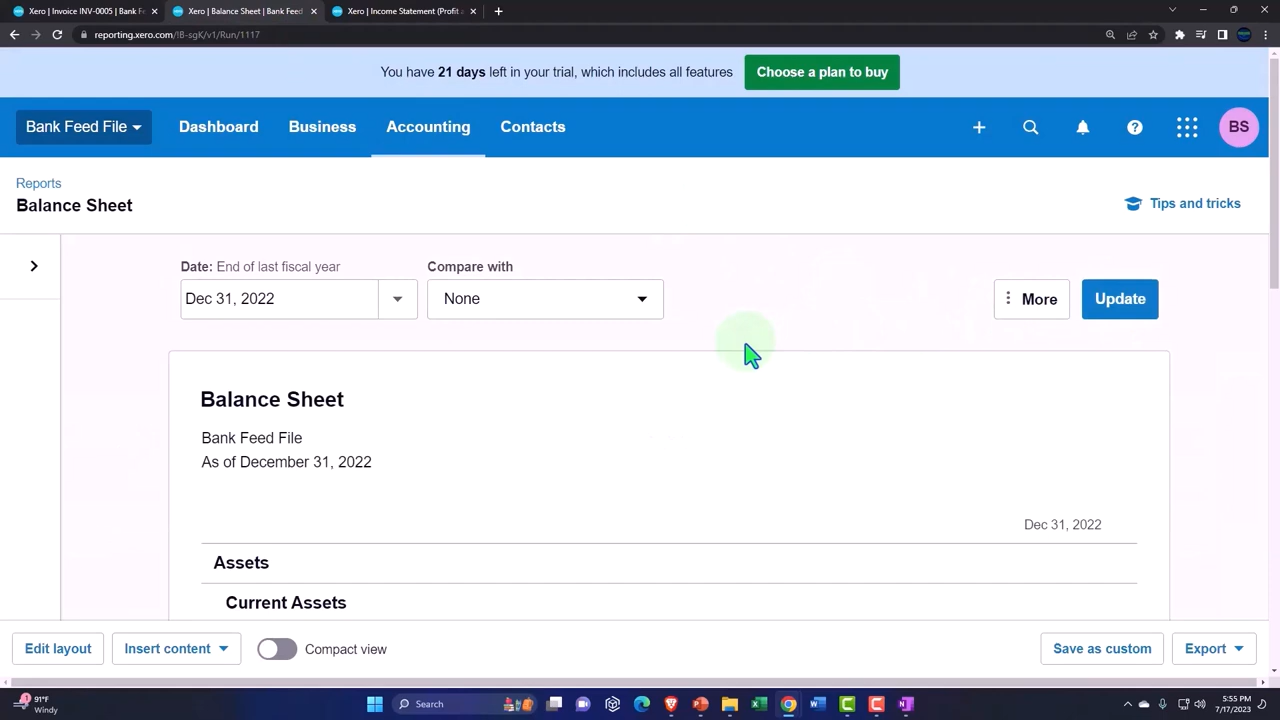 Xero | Invoice INV-0005 | Bank F
Xero | Balance Sheet | Bank Feed
Xero | Income Statement (Profit a
reporting.xero.com/!B-sgK/v1/Run/1117
You have 21 days left in your trial, which includes all features
Choose a plan to buy
Bank Feed File
Dashboard
Business
Accounting
Contacts
BS
Reports
Balance Sheet
Tips and tricks
Date: End of last fiscal year
Compare with
Dec 31, 2022
None
More
Update
Balance Sheet
Bank Feed File
As of December 31, 2022
Dec 31, 2022
Assets
Current Assets
Edit layout
Insert content
Compact view
Save as custom
Export
1
91°F
Windy
Search
5:55 PM
7/17/2023